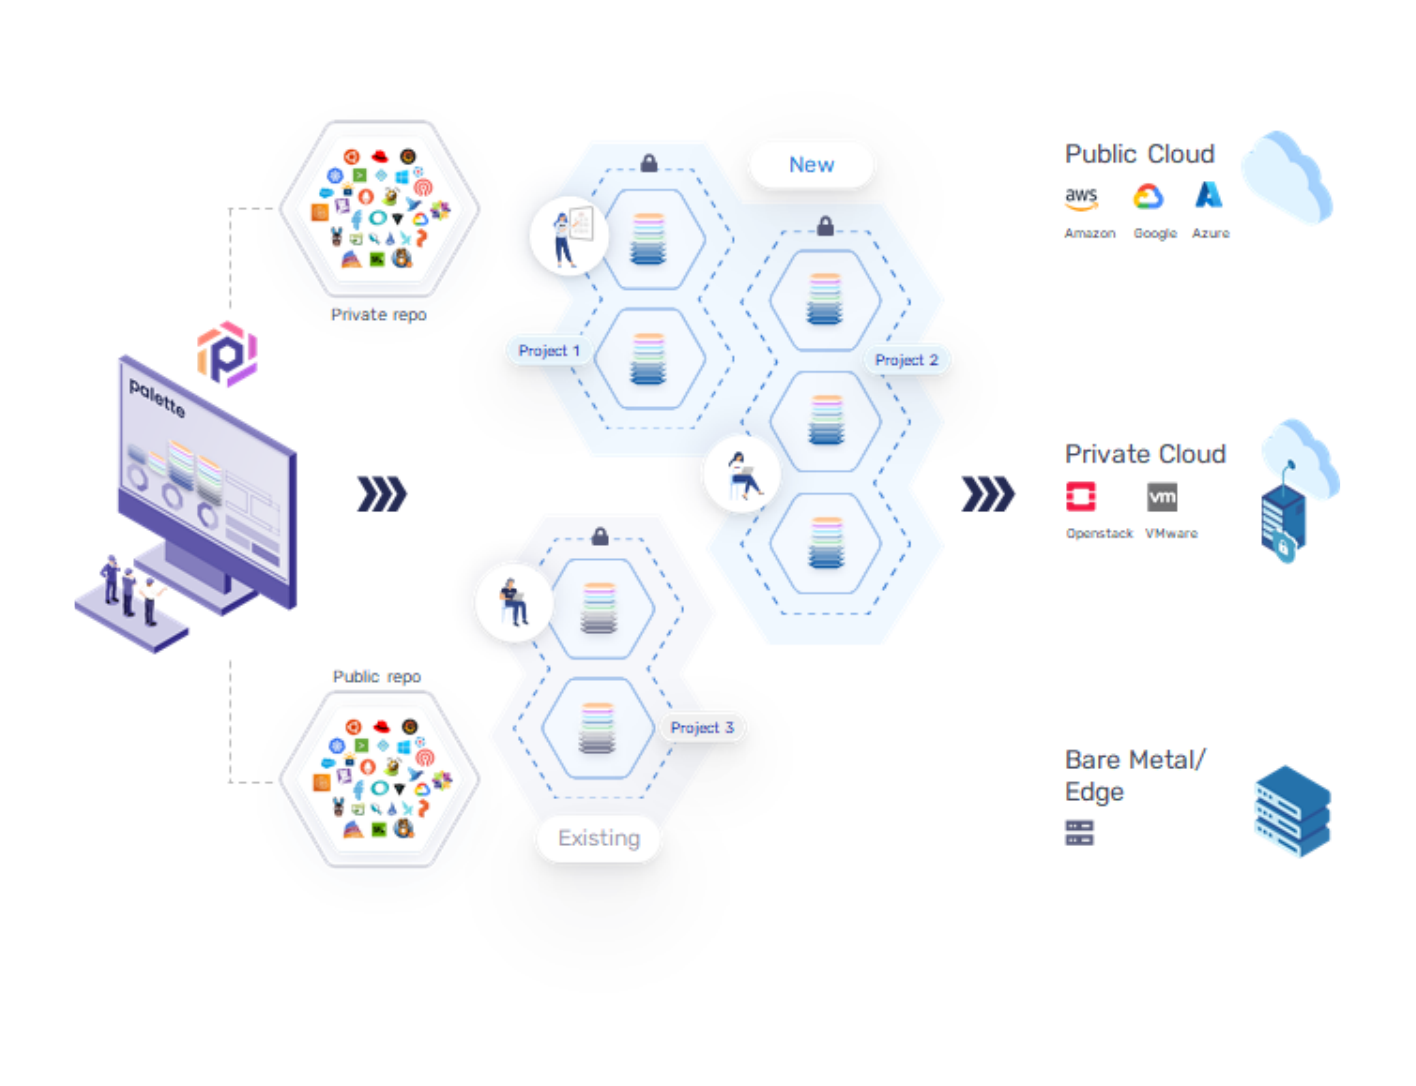 Private repo
palette
Public repo
New
Project 1
Project 2
Project 3
Existing
Public Cloud
aws
Amazon Google Azure
Private Cloud
vm
Openstack VMware
Bare Metal/
Edge